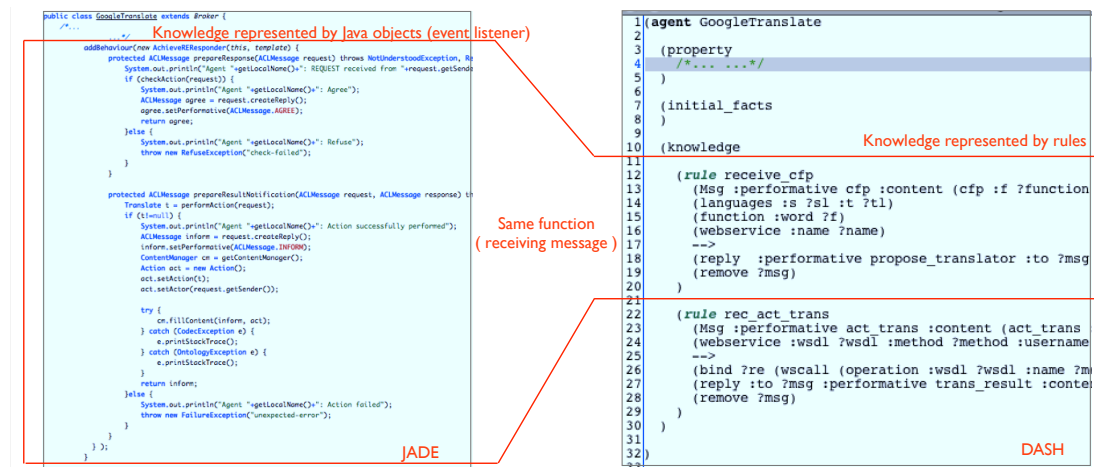 public class GoogleTranslate extends Broker {
/*...
...*/
Knowledge represented by Java objects (event listener)
addBehaviour(new AchieveREResponder(this, template) {
protected ACLMessage prepareResponse(ACLMessage request) throws NotUnderstoodException, Re
System.out.println("Agent "+getLocalName()+": REQUEST received from "+request.getSende
if (checkAction(request)) {
System.out.println("Agent "+getLocalName()+": Agree");
ACLMessage agree = request.createReply();
agree.setPerformative(ACLMessage.AGREE);
return agree;
}else {
System.out.println("Agent "+getLocalName()+": Refuse");
throw new RefuseException("check-failed");
}
}
protected ACLMessage prepareResultNotification(ACLMessage request, ACLMessage response) th
Translate t = performAction(request);
if (t!=null) {
System.out.println("Agent "+getLocalName()+": Action successfully performed");
ACLMessage inform = request.createReply();
inform.setPerformative(ACLMessage.INFORM);
ContentManager cm = getContentManager();
Action act = new Action();
act.setAction(t);
act.setActor(request.getSender());
try {
cm.fillContent(inform, act);
} catch (CodecException e) {
e.printStackTrace();
} catch (OntologyException e) {
e.printStackTrace();
}
return inform;
}else {
System.out.println("Agent "+getLocalName()+": Action failed");
throw new FailureException("unexpected-error");
}
}
} );
}
JADE
Same function
( receiving message )
1 (agent GoogleTranslate
2
3 (property
4 /*... ...*/
5 )
6
7 (initial_facts
8 )
9
10 (knowledge
Knowledge represented by rules
11
12 (rule receive_cfp
13 (Msg :performative cfp :content (cfp :f ?function
14 (languages :s ?sl :t ?tl)
15 (function :word ?f)
16 (webservice :name ?name)
17 -->
18 (reply :performative propose_translator :to ?msg
19 (remove ?msg)
20 )
21
22 (rule rec_act_trans
23 (Msg :performative act_trans :content (act_trans
24 (webservice :wsdl ?wsdl :method ?method :username
25 -->
26 (bind ?re (wscall (operation :wsdl ?wsdl :name ?m
27 (reply :to ?msg :performative trans_result :conte
28 (remove ?msg)
29 )
30 )
31
32 )
DASH